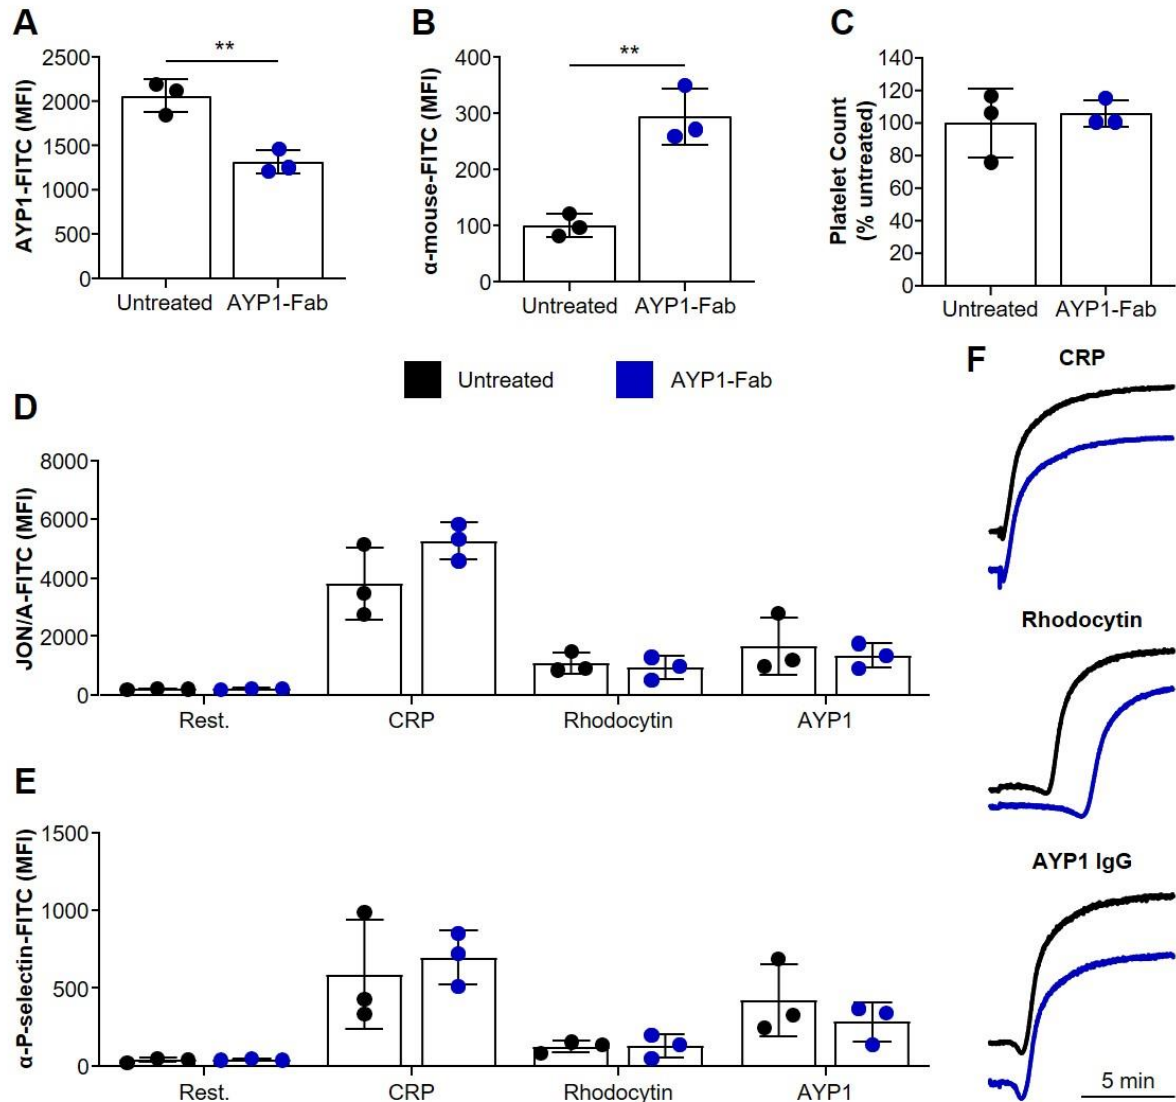 A
AYP1-FITC (MFI)
2500
2000
1500
1000
500
0
**
Untreated
AYP1-Fab
B
α-mouse-FITC (MFI)
400
300
200
100
0
**
Untreated
AYP1-Fab
C
Platelet Count
(% untreated)
140
120
100
80
60
40
20
0
Untreated
AYP1-Fab
Untreated
AYP1-Fab
D
JON/A-FITC (MFI)
8000
6000
4000
2000
0
Rest.
CRP
Rhodocytin
AYP1
E
α-P-selectin-FITC (MFI)
1500
1000
500
0
Rest.
CRP
Rhodocytin
AYP1
F
CRP
Rhodocytin
AYP1 IgG
5 min